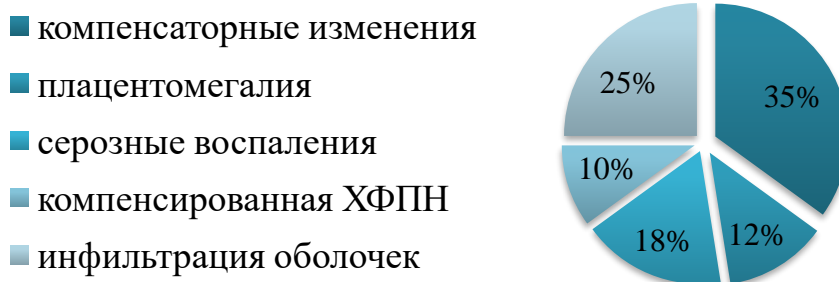 компенсаторные изменения
плацентомегалия
серозные воспаления
компенсированная ХФПН
инфильтрация оболочек
25%
35%
10%
18%
12%